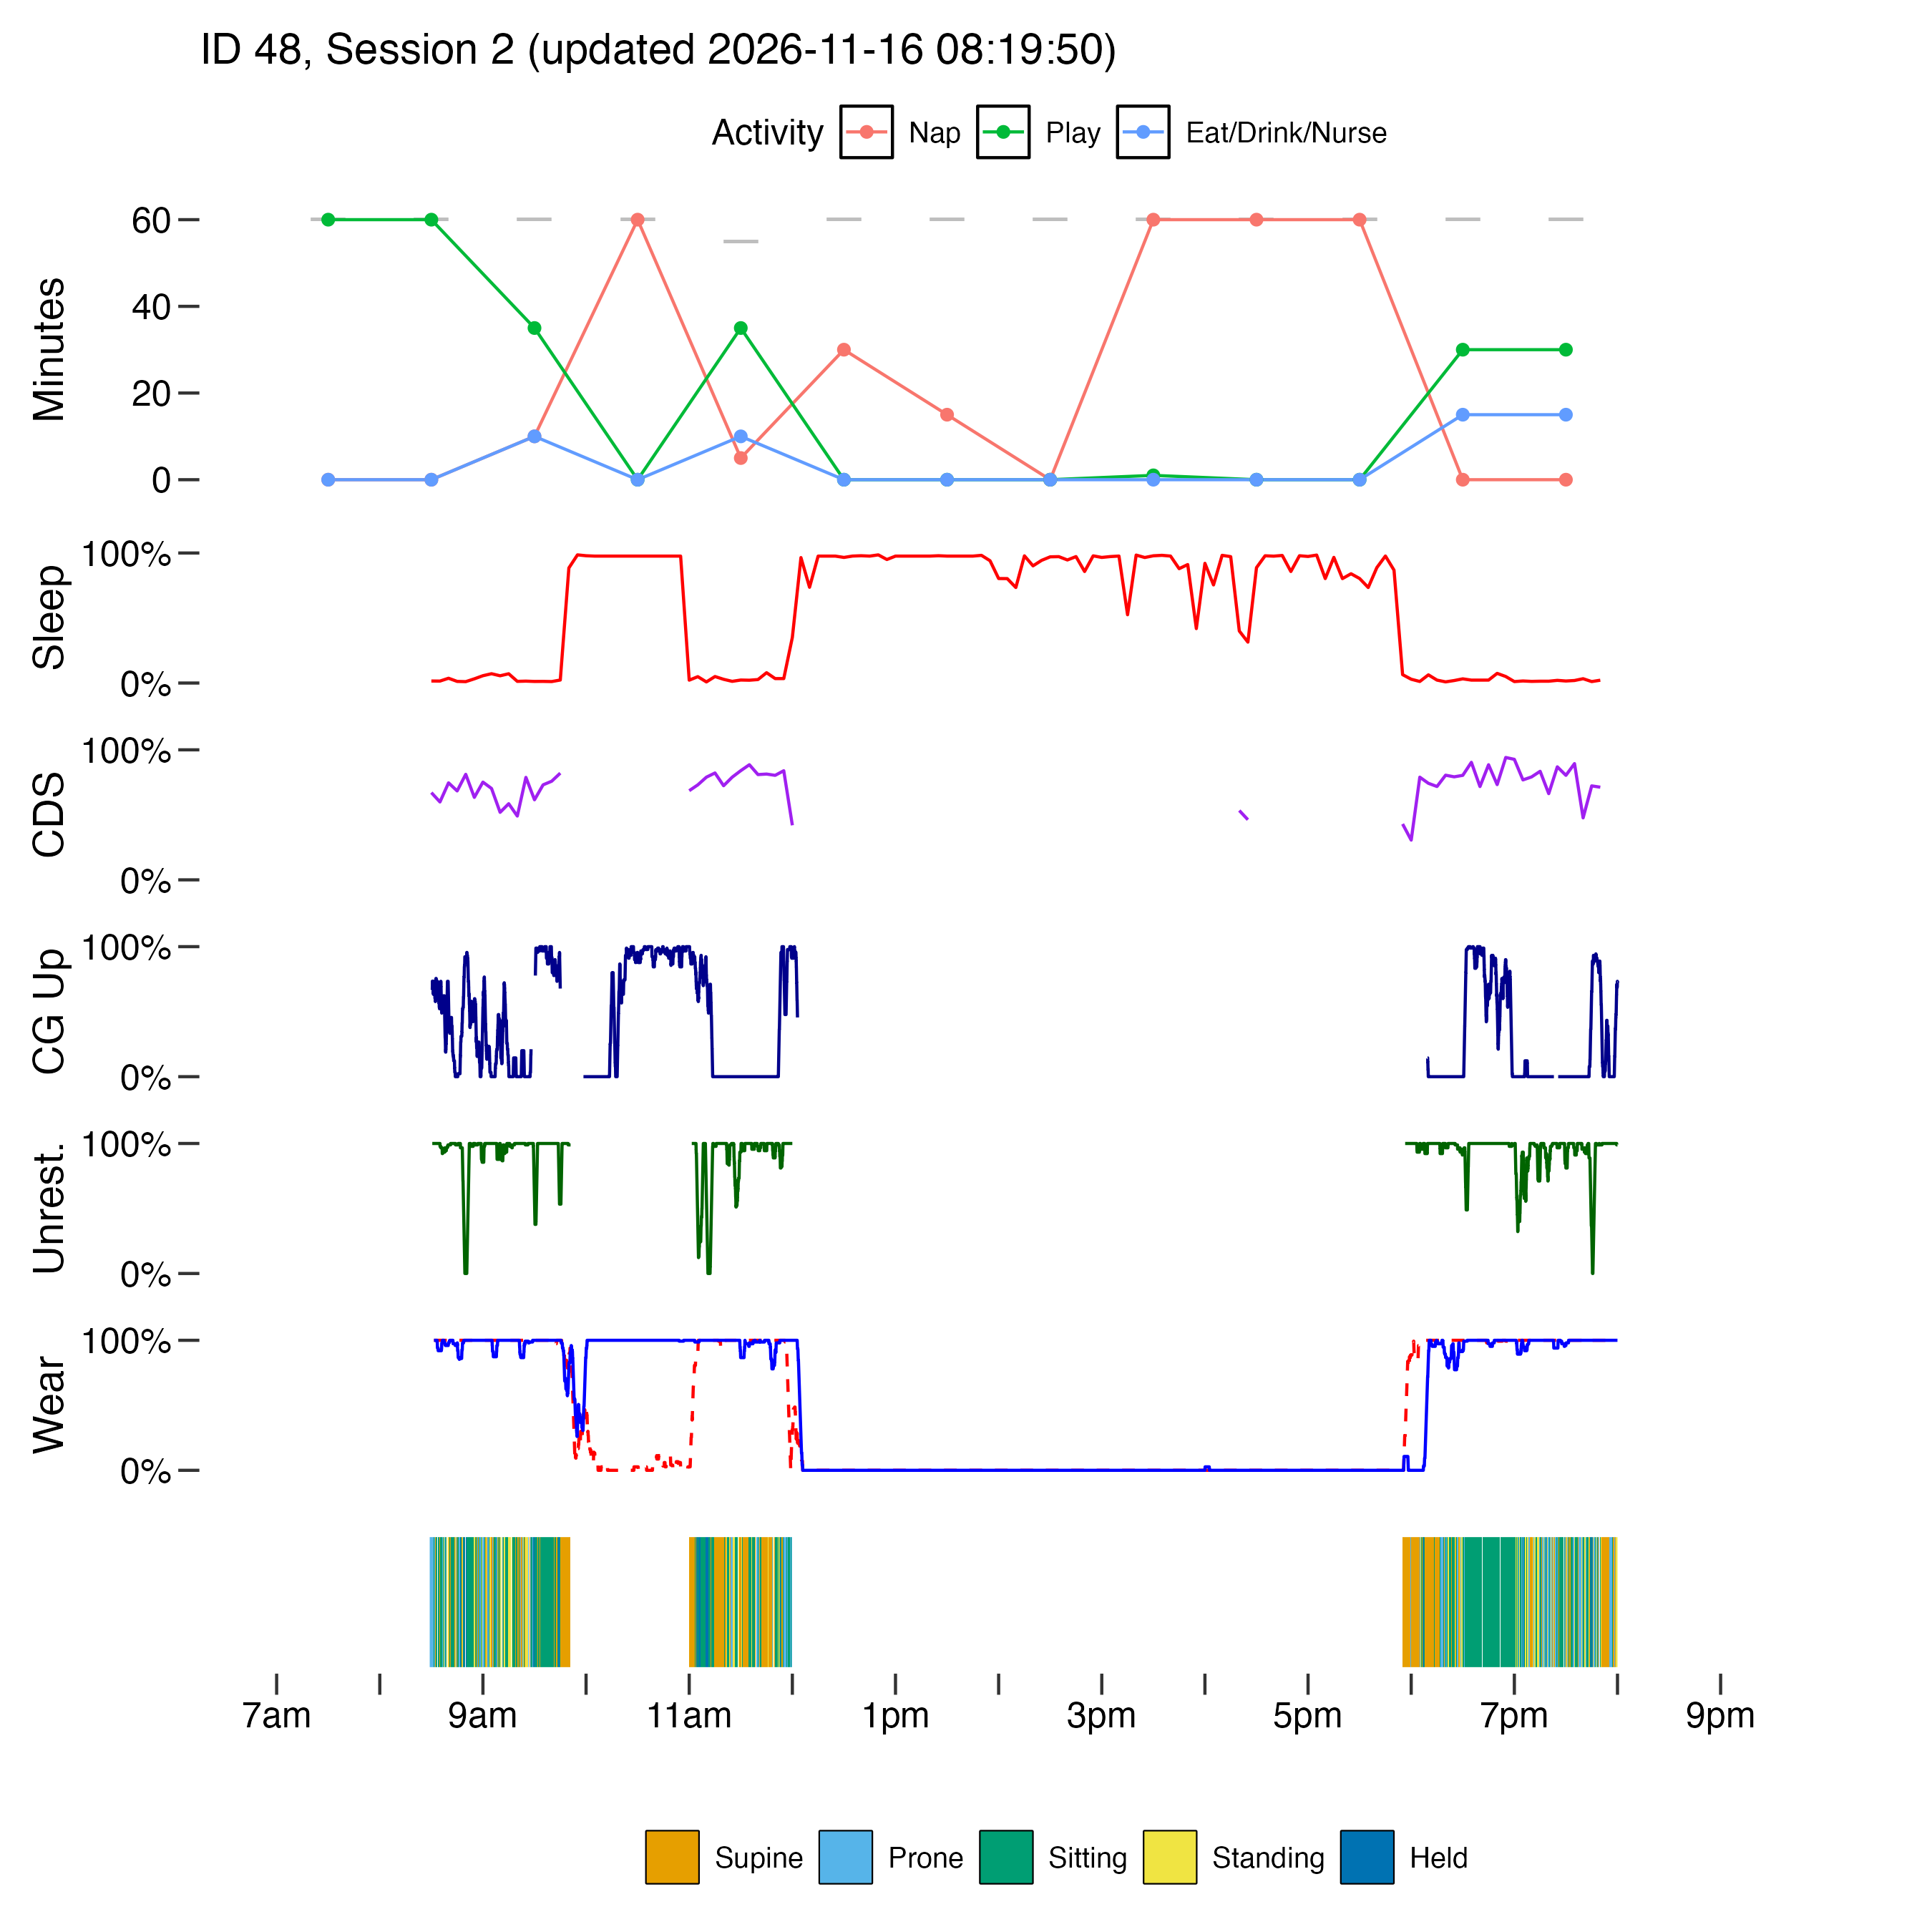 ID 48, Session 2 (updated 2026-11-16 08:19:50)
Activity Nap Play Eat/Drink/Nurse
Minutes
60
40
20
0
Sleep
100%
0%
CDS
100%
0%
CG Up
100%
0%
Unrest.
100%
0%
Wear
100%
0%
7am 9am 11am 1pm 3pm 5pm 7pm 9pm
Supine Prone Sitting Standing Held